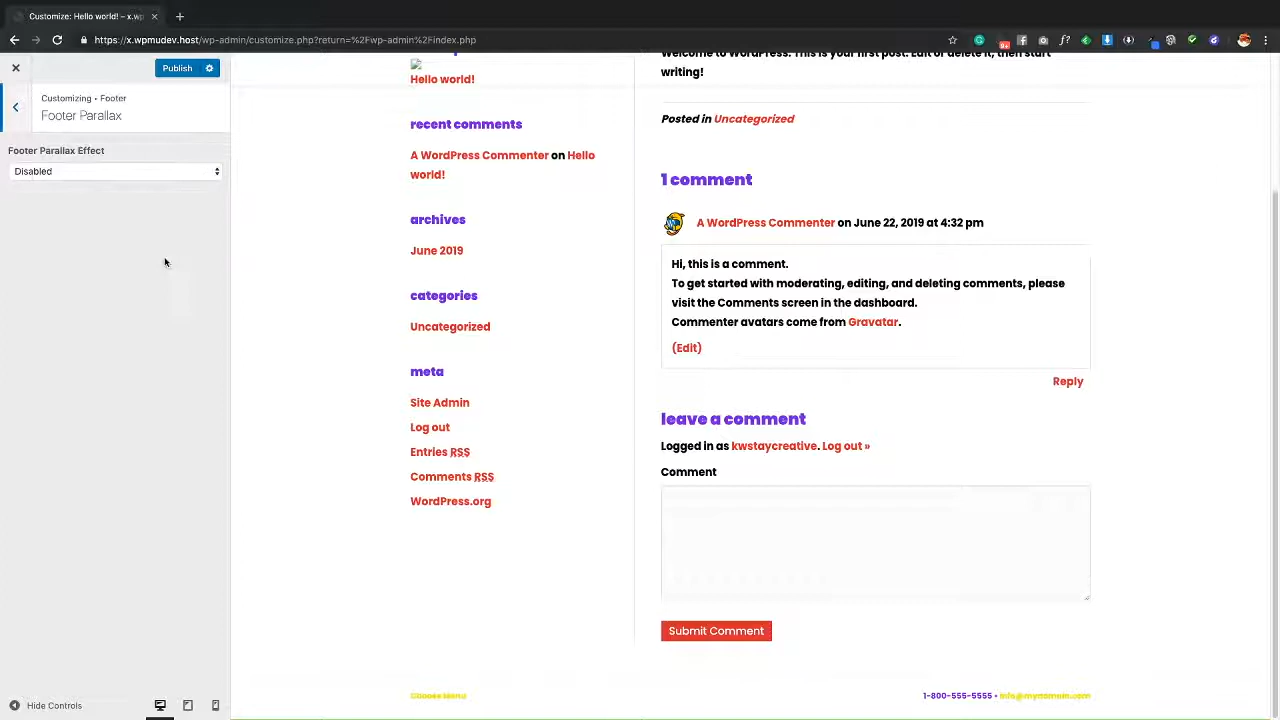 Customize: Hello world! – x.wp
https://x.wpmudev.host/wp-admin/customize.php?return=%2Fwp-admin%2Findex.php
Publish
Customizing • Footer
Footer Parallax
Footer Parallax Effect
Disabled
Hide Controls
Hello world!
recent comments
A WordPress Commenter on Hello
world!
archives
June 2019
categories
Uncategorized
meta
Site Admin
Log out
Entries RSS
Comments RSS
WordPress.org
Welcome to WordPress. This is your first post. Edit or delete it, then start
writing!
Posted in Uncategorized
1 comment
A WordPress Commenter on June 22, 2019 at 4:32 pm
Hi, this is a comment.
To get started with moderating, editing, and deleting comments, please
visit the Comments screen in the dashboard.
Commenter avatars come from Gravatar.
(Edit)
Reply
leave a comment
Logged in as kwstaycreative. Log out »
Comment
Submit Comment
Choose Menu
1-800-555-5555 • info@mydomain.com